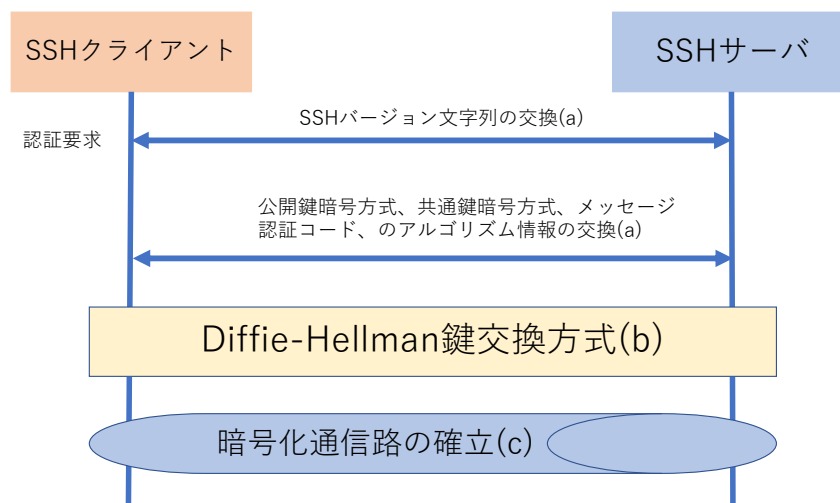 SSHクライアント
SSHサーバ
SSHバージョン文字列の交換(a)
認証要求
公開鍵暗号方式、共通鍵暗号方式、メッセージ
認証コード、のアルゴリズム情報の交換(a)
Diffie-Hellman鍵交換方式(b)
暗号化通信路の確立(c)